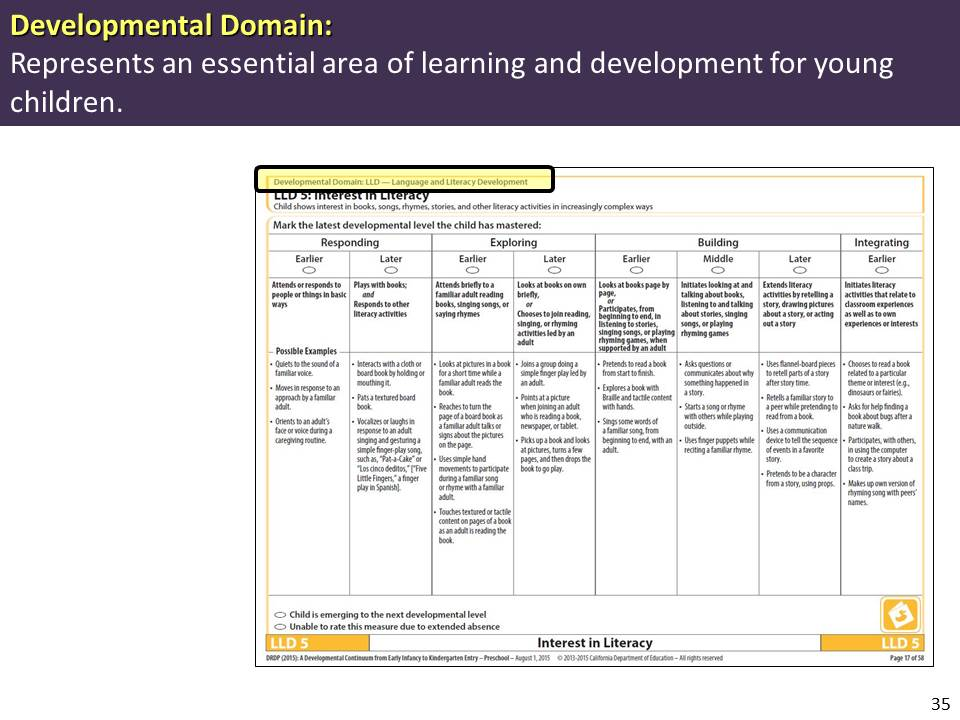 Developmental Domain:
Represents an essential area of learning and development for young
children.
Developmental Domain: LLD — Language and Literacy Development
LLD 5: Interest in Literacy
Child shows interest in books, songs, rhymes, stories, and other literacy activities in increasingly complex ways
Mark the latest developmental level the child has mastered:
Responding Exploring Building Integrating
Earlier Later Earlier Later Earlier Middle Later Earlier
Attends or responds to
people or things in basic
ways
Plays with books;
and
Responds to other
literacy activities
Attends briefly to a
familiar adult reading
books, singing songs, or
saying rhymes
Looks at books on own
briefly,
or
Chooses to join reading,
singing, or rhyming
activities led by an
adult
Looks at books page by
page,
or
Participates, from
beginning to end, in
listening to stories,
singing songs, or playing
rhyming games, when
supported by an adult
Initiates looking at and
talking about books,
listening to and talking
about stories, singing
songs, or playing
rhyming games
Extends literacy
activities by retelling a
story, drawing pictures
about a story, or acting
out a story
Initiates literacy
activities that relate to
classroom experiences
as well as to own
experiences or interests
Possible Examples
• Quiets to the sound of a
familiar voice.
• Moves in response to an
approach by a familiar
adult.
• Orients to an adult's
face or voice during a
caregiving routine.
• Interacts with a cloth or
board book by holding or
mouthing it.
• Pats a textured board
book.
• Vocalizes or laughs in
response to an adult
singing and gesturing a
simple finger-play song,
such as, "Pat-a-Cake" or
"Los cinco deditos," ["Five
Little Fingers," a finger
play in Spanish].
• Looks at pictures in a book
for a short time while a
familiar adult reads the
book.
• Reaches to turn the
page of a board book as
a familiar adult talks or
signs about the pictures
on the page.
• Uses simple hand
movements to participate
during a familiar song
or rhyme with a familiar
adult.
• Touches textured or tactile
content on pages of a book
as an adult is reading the
book.
• Joins a group doing a
simple finger play led by
an adult.
• Points at a picture
when joining an adult
who is reading a book,
newspaper, or tablet.
• Picks up a book and looks
at pictures, turns a few
pages, and then drops the
book to go play.
• Pretends to read a book
from start to finish.
• Explores a book with
Braille and tactile content
with hands.
• Sings some words of
a familiar song, from
beginning to end, with an
adult.
• Asks questions or
communicates about why
something happened in
a story.
• Starts a song or rhyme
with others while playing
outside.
• Uses finger puppets while
reciting a familiar rhyme.
• Uses flannel-board pieces
to retell parts of a story
after story time.
• Retells a familiar story to
a peer while pretending to
read from a book.
• Uses a communication
device to tell the sequence
of events in a favorite
story.
• Pretends to be a character
from a story, using props.
• Chooses to read a book
related to a particular
theme or interest (e.g.,
dinosaurs or fairies).
• Asks for help finding a
book about bugs after a
nature walk.
• Participates, with others,
in using the computer
to create a story about a
class trip.
• Makes up own version of
rhyming song with peers'
names.
Child is emerging to the next developmental level
Unable to rate this measure due to extended absence
LLD 5 Interest in Literacy LLD 5
DRDP (2015): A Developmental Continuum from Early Infancy to Kindergarten Entry – Preschool – August 1, 2015 © 2013-2015 California Department of Education – All rights reserved Page 17 of 58
35